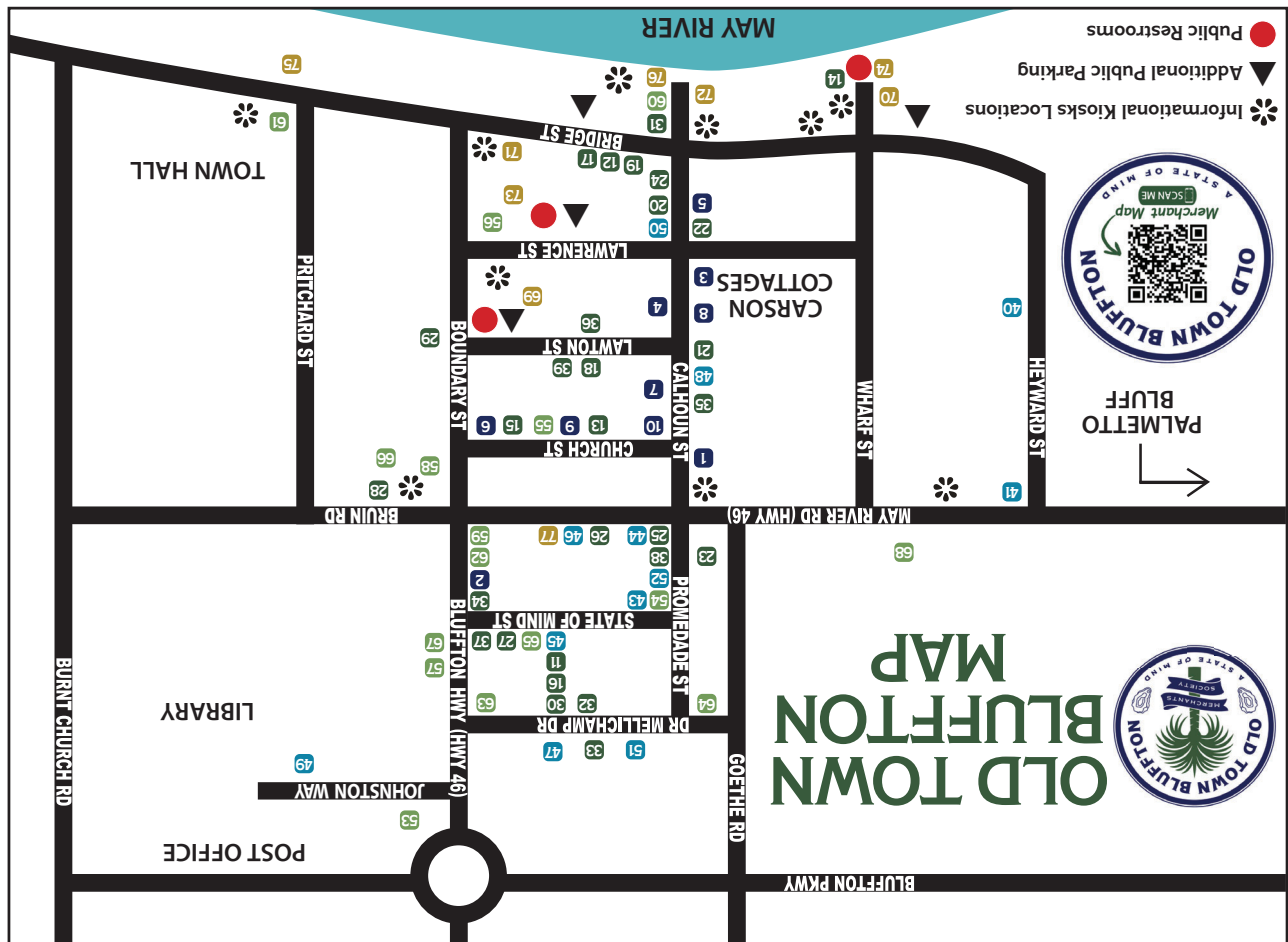 BLUFFTON PKWY
OLD TOWN
BLUFFTON
MAP
OLD TOWN BLUFFTON
MERCHANTS
SOCIETY
A STATE OF MIND
GOETHE RD
POST OFFICE
53
JOHNSTON WAY
49
51
33
47
DR MELLICHAMP DR
LIBRARY
BURNT CHURCH RD
BLUFFTON HWY (HWY 46)
PROMEDADE ST
64
32
30
63
16
11
45
65
27
37
57
67
STATE OF MIND ST
54
43
52
38
25
44
26
46
77
34
2
62
59
23
68
MAY RIVER RD (HWY 46)
BRUIN RD
PALMETTO
BLUFF
41
40
HEYWARD ST
WHARF ST
CALHOUN ST
BOUNDARY ST
PRITCHARD ST
1
28
58
66
CHURCH ST
10
13
9
55
15
6
35
7
48
18
39
21
LAWTON ST
29
8
36
4
69
3
CARSON
COTTAGES
LAWRENCE ST
22
50
5
20
56
73
24
19
12
17
71
BRIDGE ST
TOWN HALL
61
75
70
74
14
72
31
60
76
MAY RIVER
OLD TOWN BLUFFTON
Merchant Map
SCAN ME
A STATE OF MIND
Informational Kiosks Locations
Additional Public Parking
Public Restrooms